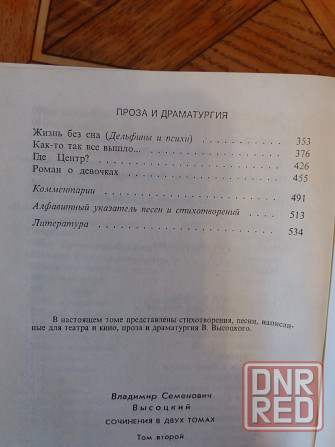 ПРОЗА И ДРАМАТУРГИЯ
Жизнь без сна (Дельфины и психи) . . . . . . . . . . 353
Как-то так все вышло... . . . . . . . . . . 376
Где Центр? . . . . . . . . . . 426
Роман о девочках . . . . . . . . . . 455
Комментарии . . . . . . . . . . 491
Алфавитный указатель песен и стихотворений . . . . 513
Литература . . . . . . . . . . 534
В настоящем томе представлены стихотворения, песни, написан-
ные для театра и кино, проза и драматургия В. Высоцкого.
Владимир Семенович
Высоцкий
СОЧИНЕНИЯ В ДВУХ ТОМАХ
Том второй
DNR
RED